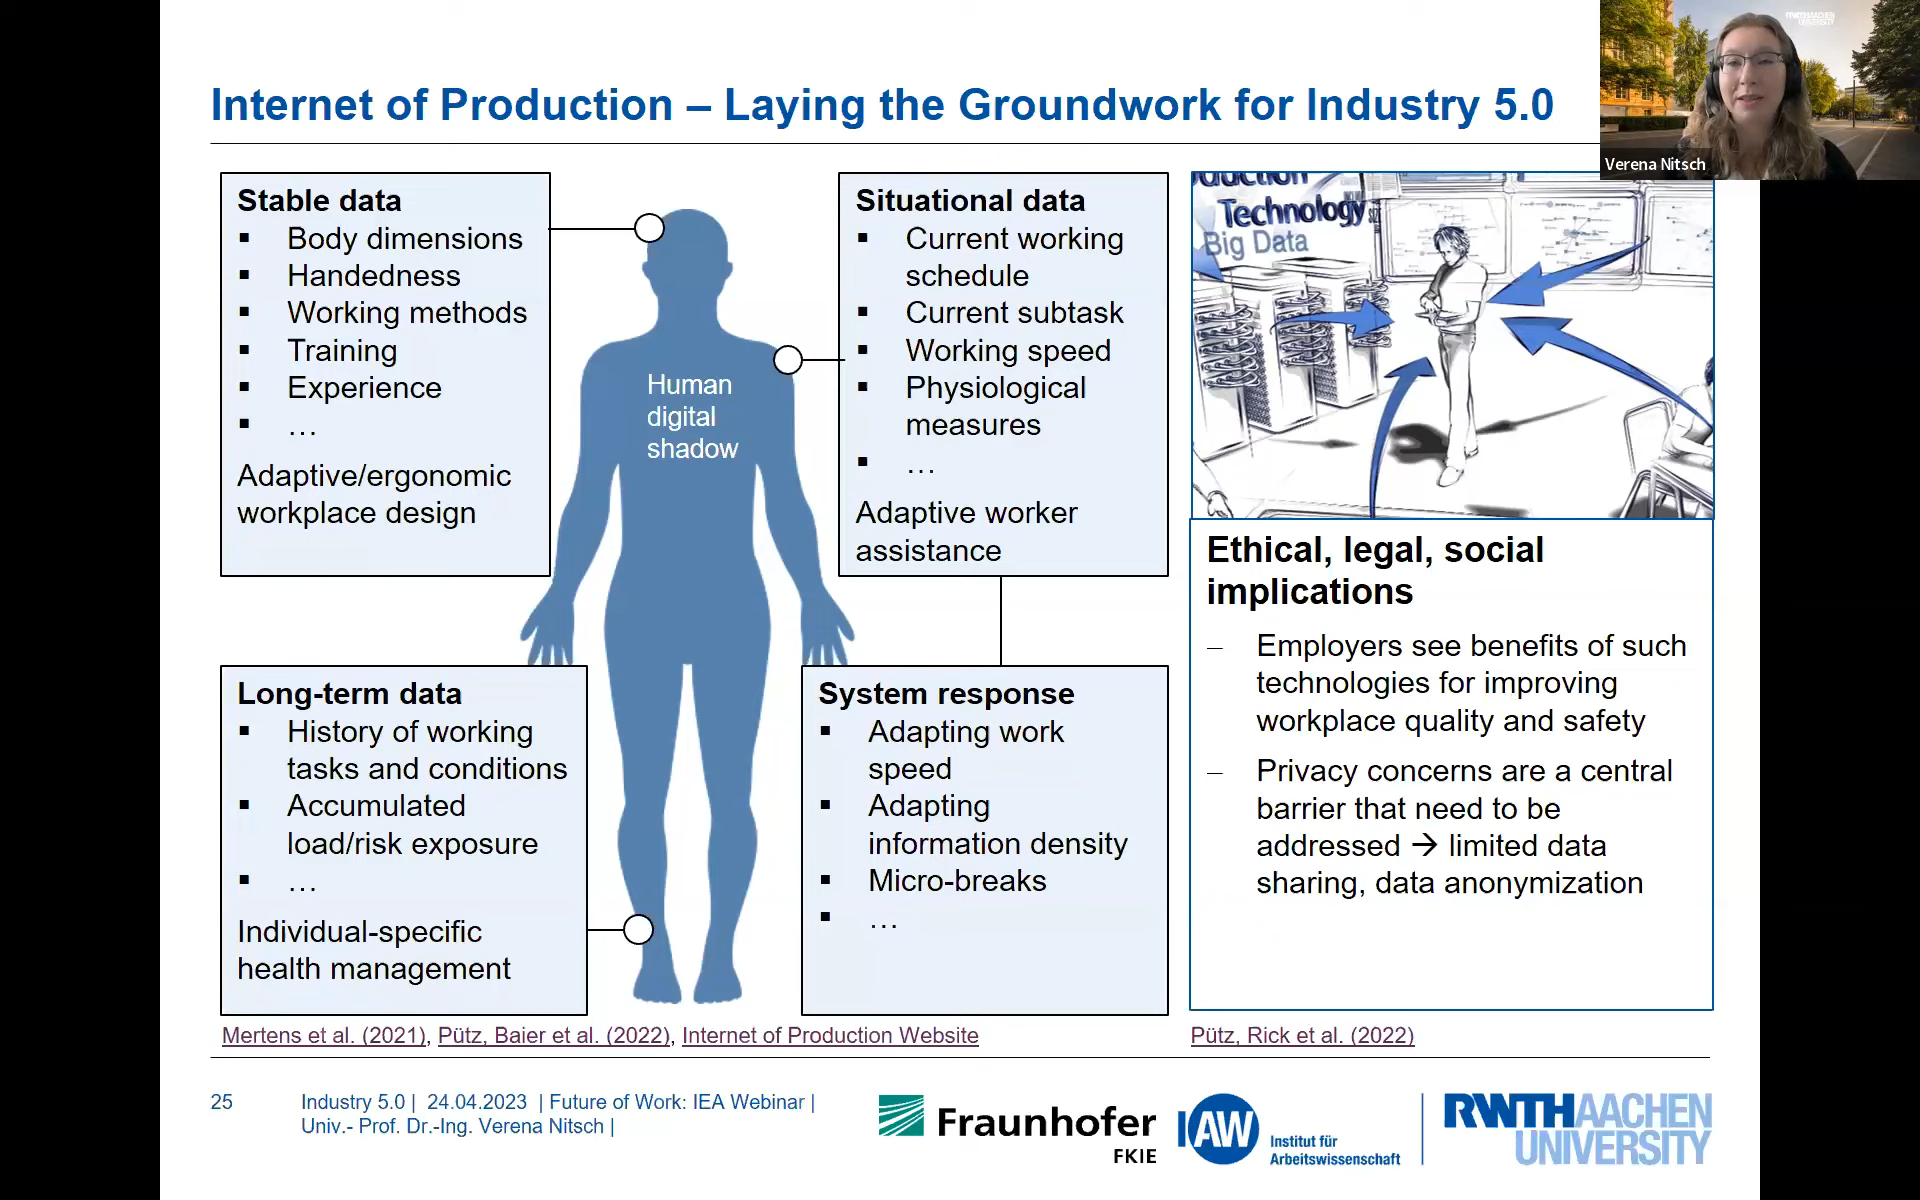 Internet of Production – Laying the Groundwork for Industry 5.0
RWTHAACHEN
UNIVERSITY
Verena Nitsch
Stable data
▪ Body dimensions
▪ Handedness
▪ Working methods
▪ Training
▪ Experience
▪ …
Adaptive/ergonomic
workplace design
Human
digital
shadow
Situational data
▪ Current working
schedule
▪ Current subtask
▪ Working speed
▪ Physiological
measures
▪ …
Adaptive worker
assistance
Long-term data
▪ History of working
tasks and conditions
▪ Accumulated
load/risk exposure
▪ …
Individual-specific
health management
System response
▪ Adapting work
speed
▪ Adapting
information density
▪ Micro-breaks
▪ …
Technology
Big Data
Ethical, legal, social
implications
– Employers see benefits of such
technologies for improving
workplace quality and safety
– Privacy concerns are a central
barrier that need to be
addressed → limited data
sharing, data anonymization
Mertens et al. (2021), Pütz, Baier et al. (2022), Internet of Production Website
Pütz, Rick et al. (2022)
25
Industry 5.0 | 24.04.2023 | Future of Work: IEA Webinar |
Univ.- Prof. Dr.-Ing. Verena Nitsch |
Fraunhofer
FKIE
IAW
Institut für
Arbeitswissenschaft
RWTHAACHEN
UNIVERSITY